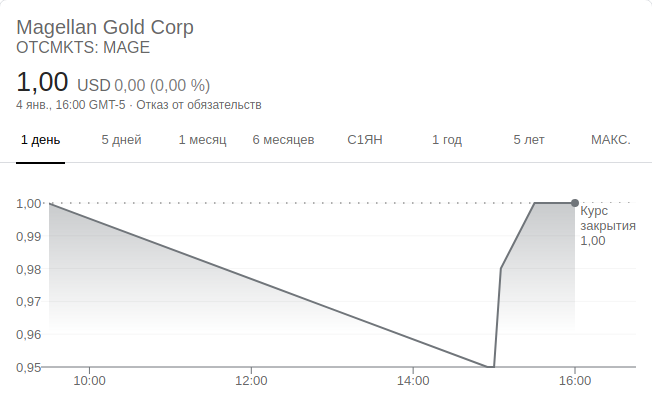 Magellan Gold Corp
OTCMKTS: MAGE
1,00 USD 0,00 (0,00 %)
4 янв., 16:00 GMT-5 · Отказ от обязательств
1 день 5 дней 1 месяц 6 месяцев С1ЯН 1 год 5 лет МАКС.
1,00
Курс
закрытия
1,00
0,99
0,98
0,97
0,96
0,95
10:00 12:00 14:00 16:00